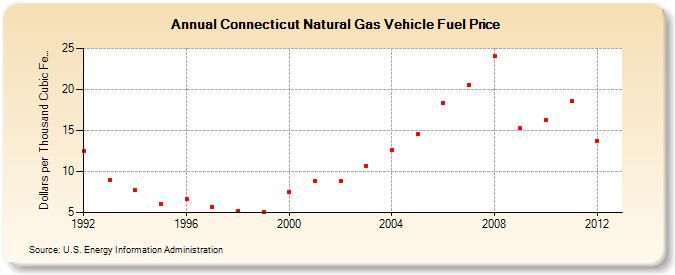 Annual Connecticut Natural Gas Vehicle Fuel Price
Dollars per Thousand Cubic Fe...
25
20
15
10
5
1992 1996 2000 2004 2008 2012
Source: U.S. Energy Information Administration